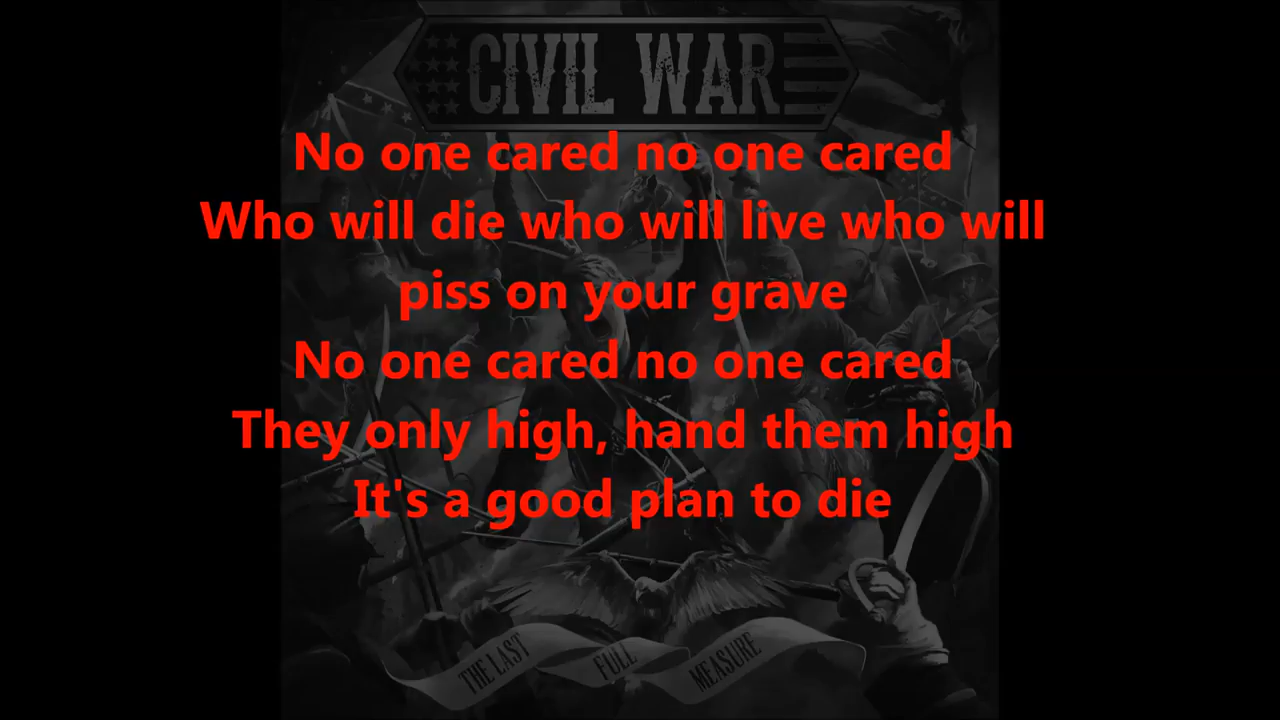 CIVIL WAR
No one cared no one cared
Who will die who will live who will
piss on your grave
No one cared no one cared
They only high, hand them high
It's a good plan to die
THE LAST FULL MEASURE